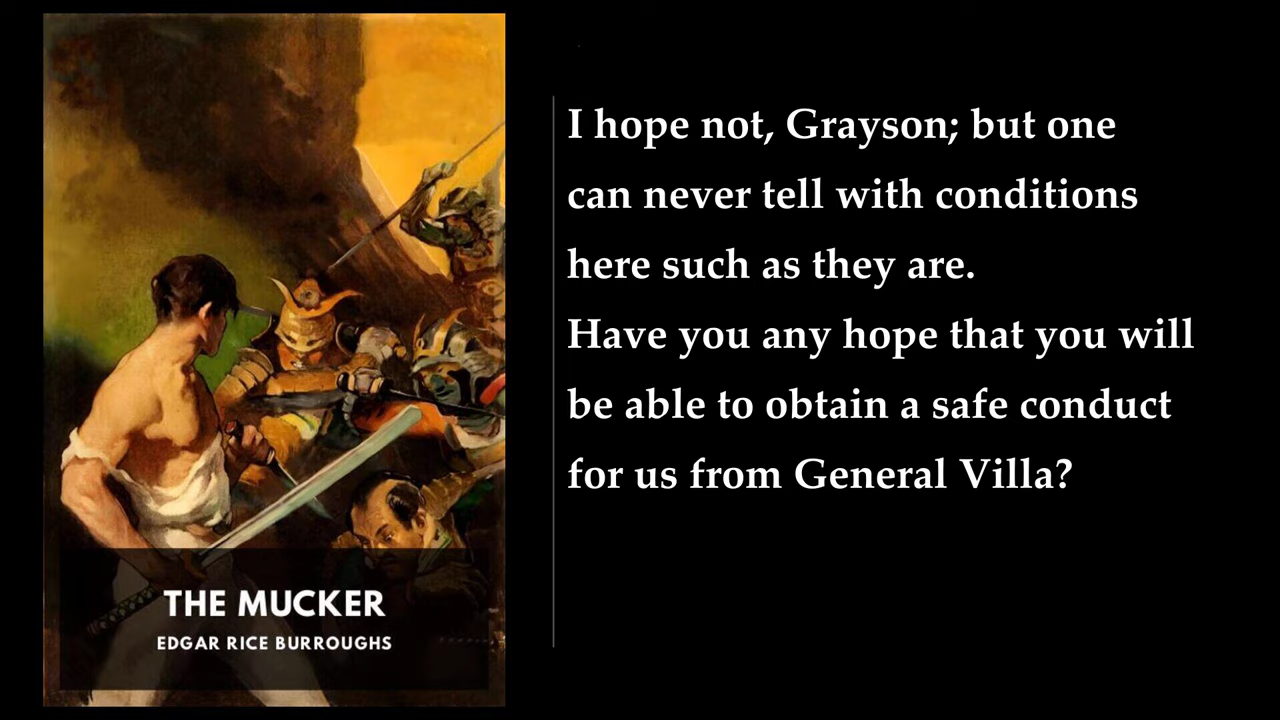 I hope not, Grayson; but one
can never tell with conditions
here such as they are.
Have you any hope that you will
be able to obtain a safe conduct
for us from General Villa?
THE MUCKER
EDGAR RICE BURROUGHS